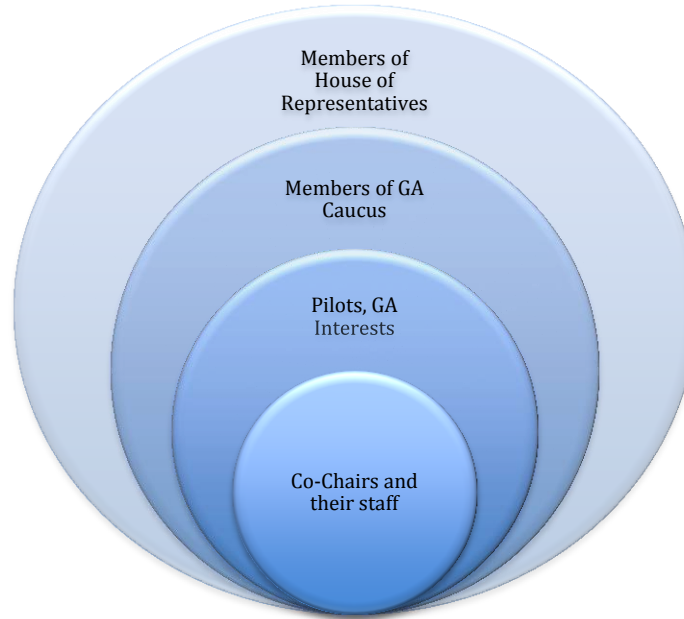 Members of
House of
Representatives
Members of GA
Caucus
Pilots, GA
Interests
Co-Chairs and
their staff